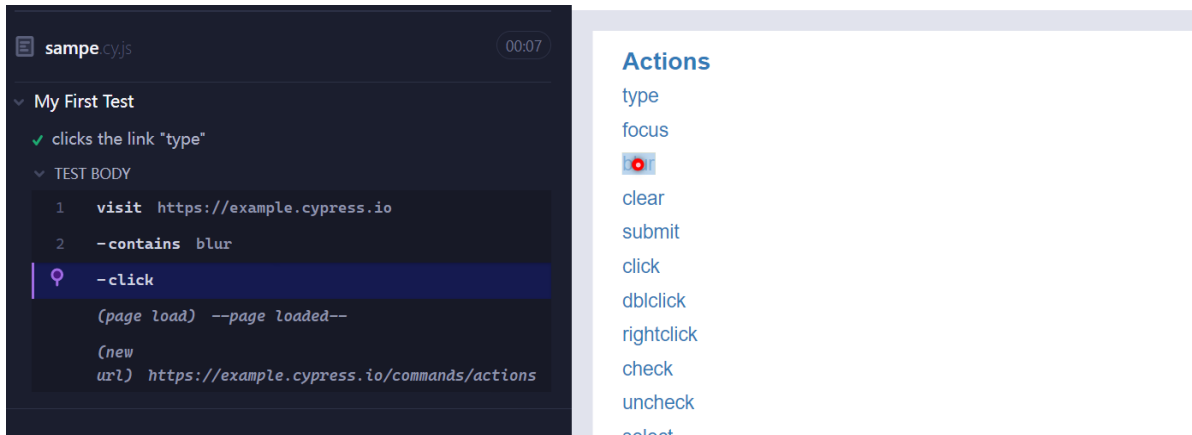 sampe.cy.js 00:07
My First Test
clicks the link "type"
TEST BODY
1 visit https://example.cypress.io
2 -contains blur
-click
(page load) --page loaded--
(new
url) https://example.cypress.io/commands/actions
Actions
type
focus
blur
clear
submit
click
dblclick
rightclick
check
uncheck
select